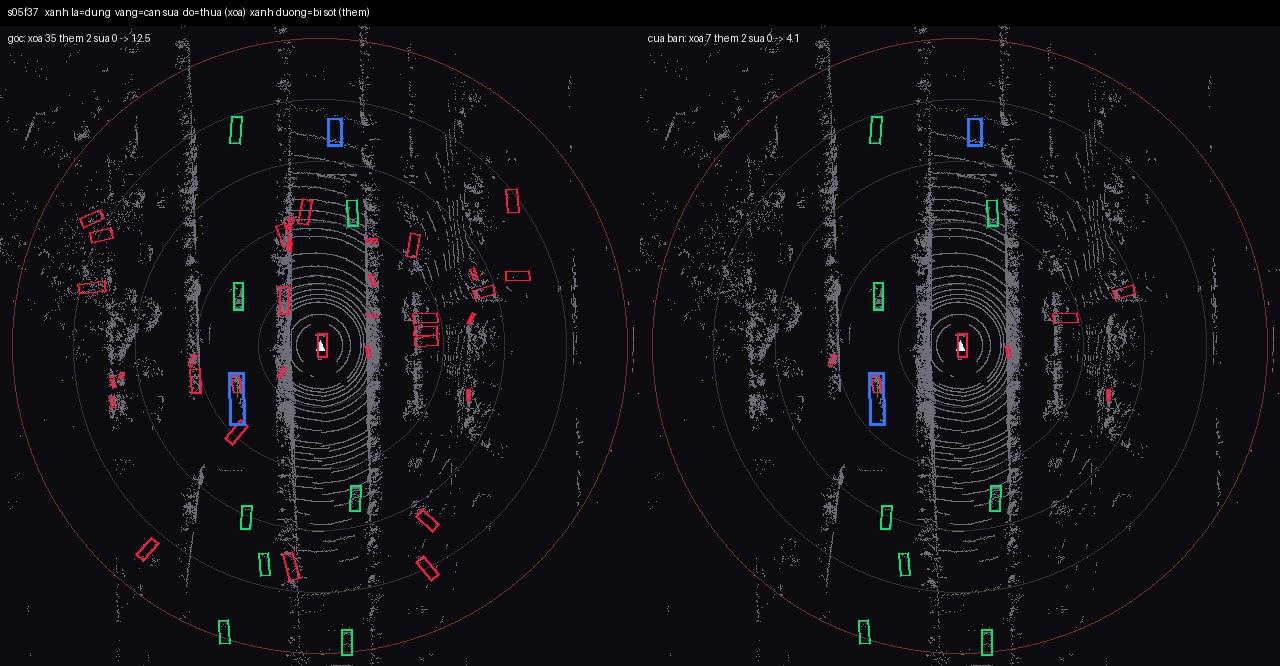 s05f37 xanh la=dung vang=can sua do=thua (xoa) xanh duong=bi sot (them)
goc: xoa 35 them 2 sua 0 -> 12.5
cua ban: xoa 7 them 2 sua 0 -> 4.1